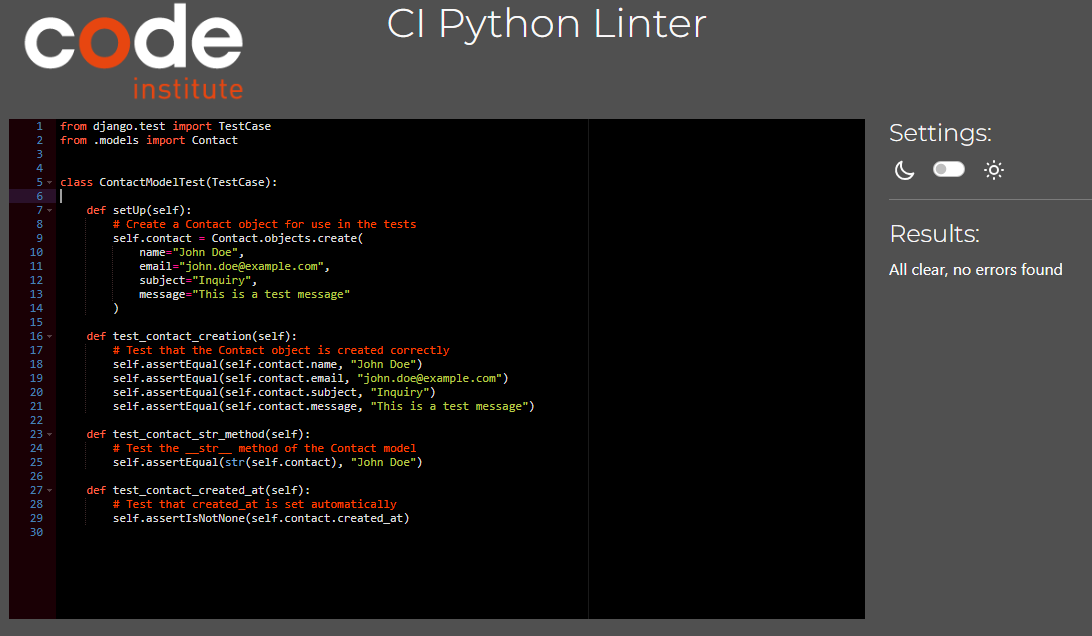 code
institute
CI Python Linter
1 from django.test import TestCase
2 from .models import Contact
3
4
5 class ContactModelTest(TestCase):
6
7     def setUp(self):
8         # Create a Contact object for use in the tests
9         self.contact = Contact.objects.create(
10             name="John Doe",
11             email="john.doe@example.com",
12             subject="Inquiry",
13             message="This is a test message"
14         )
15
16     def test_contact_creation(self):
17         # Test that the Contact object is created correctly
18         self.assertEqual(self.contact.name, "John Doe")
19         self.assertEqual(self.contact.email, "john.doe@example.com")
20         self.assertEqual(self.contact.subject, "Inquiry")
21         self.assertEqual(self.contact.message, "This is a test message")
22
23     def test_contact_str_method(self):
24         # Test the __str__ method of the Contact model
25         self.assertEqual(str(self.contact), "John Doe")
26
27     def test_contact_created_at(self):
28         # Test that created_at is set automatically
29         self.assertIsNotNone(self.contact.created_at)
30
Settings:
Results:
All clear, no errors found